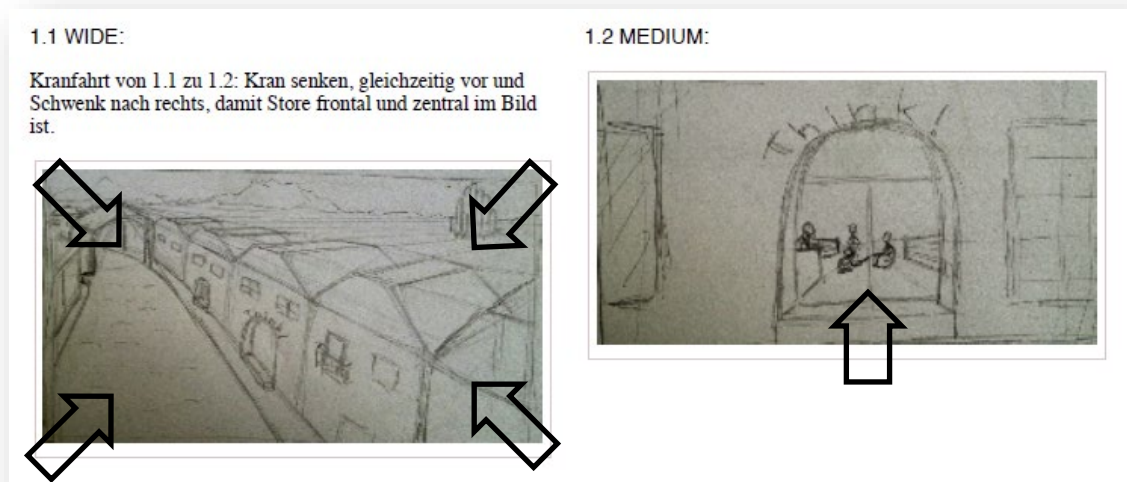 1.1 WIDE:
Kranfahrt von 1.1 zu 1.2: Kran senken, gleichzeitig vor und
Schwenk nach rechts, damit Store frontal und zentral im Bild
ist.
1.2 MEDIUM:
Think!